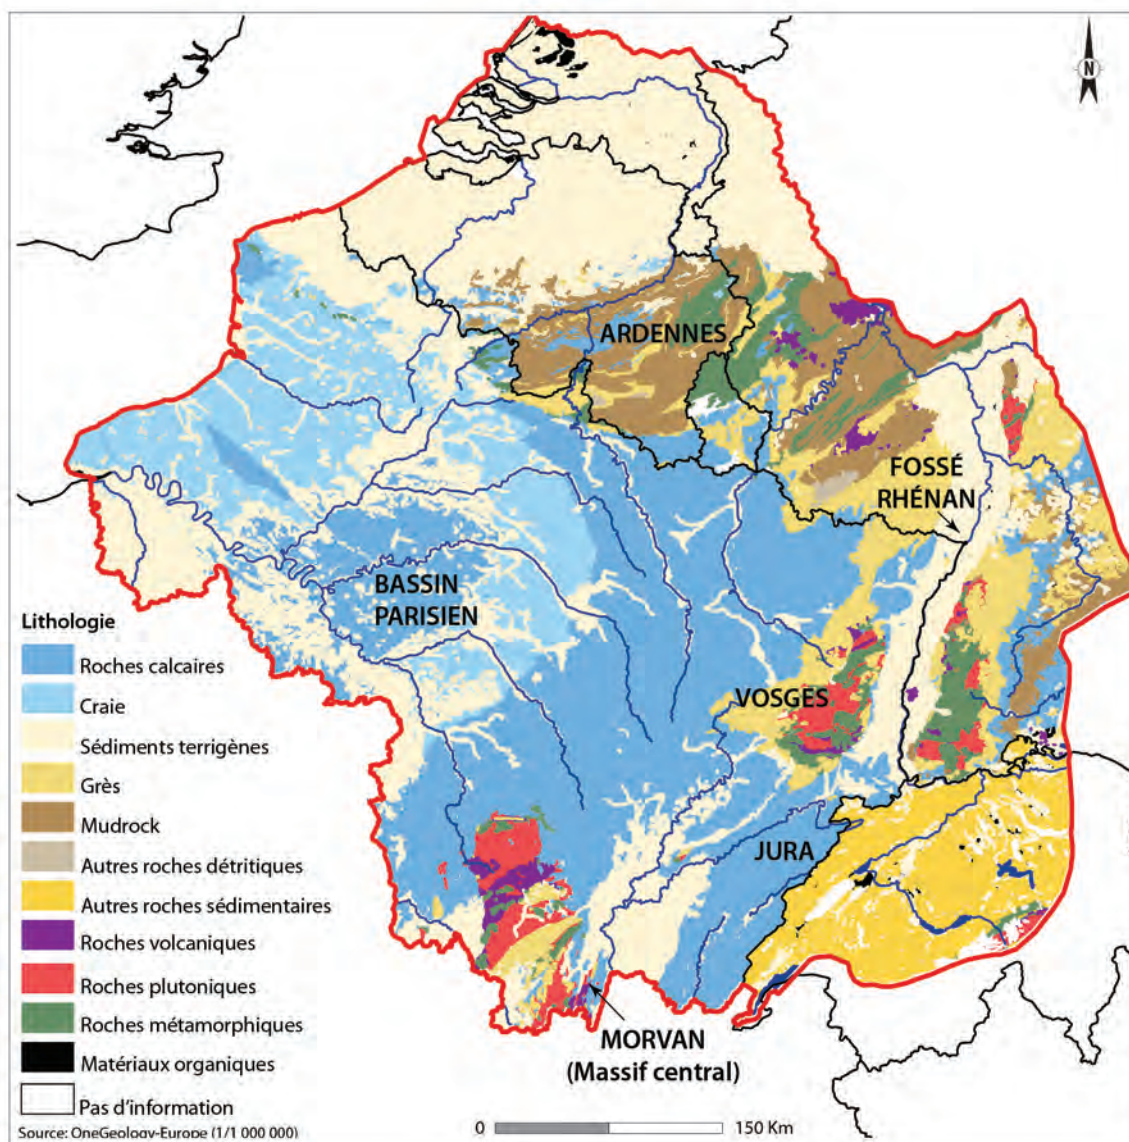 N
ARDENNES
FOSSÉ
RHÉNAN
BASSIN
PARISIEN
VOSGES
JURA
MORVAN
(Massif central)
Lithologie
Roches calcaires
Craie
Sédiments terrigènes
Grès
Mudrock
Autres roches détritiques
Autres roches sédimentaires
Roches volcaniques
Roches plutoniques
Roches métamorphiques
Matériaux organiques
Pas d'information
Source: OneGeology-Europe (1/1 000 000)
0 150 Km